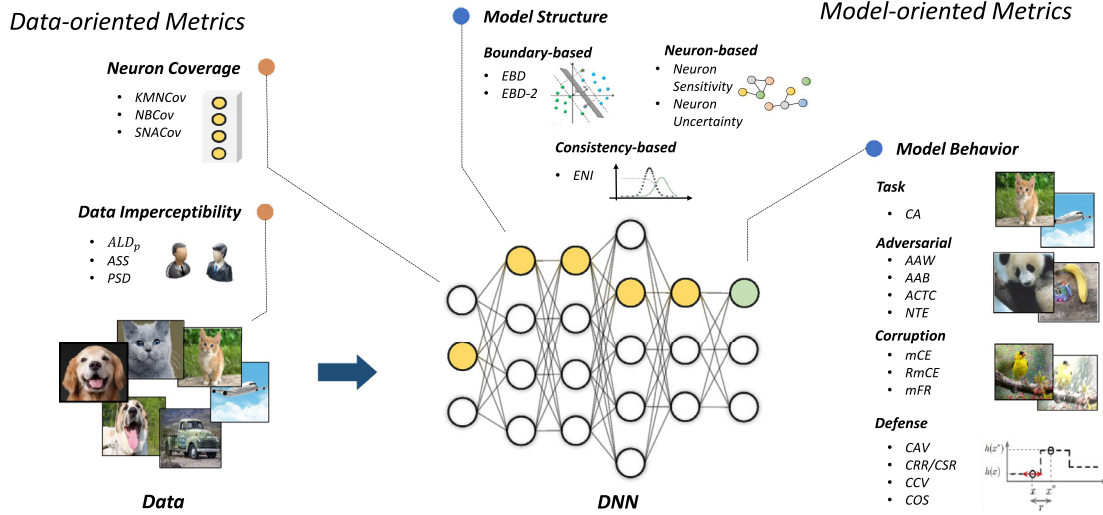 Data-oriented Metrics
Neuron Coverage
• KMNCov
• NBCov
• SNACov
Data Imperceptibility
• ALDₚ
• ASS
• PSD
Data
Model Structure
Boundary-based
• EBD
• EBD-2
Neuron-based
• Neuron
Sensitivity
• Neuron
Uncertainty
Consistency-based
• ENI
DNN
Model-oriented Metrics
Model Behavior
Task
• CA
Adversarial
• AAW
• AAB
• ACTC
• NTE
Corruption
• mCE
• RmCE
• mFR
Defense
• CAV
• CRR/CSR
• CCV
• COS
h(x*)
h(x)
x x*
r